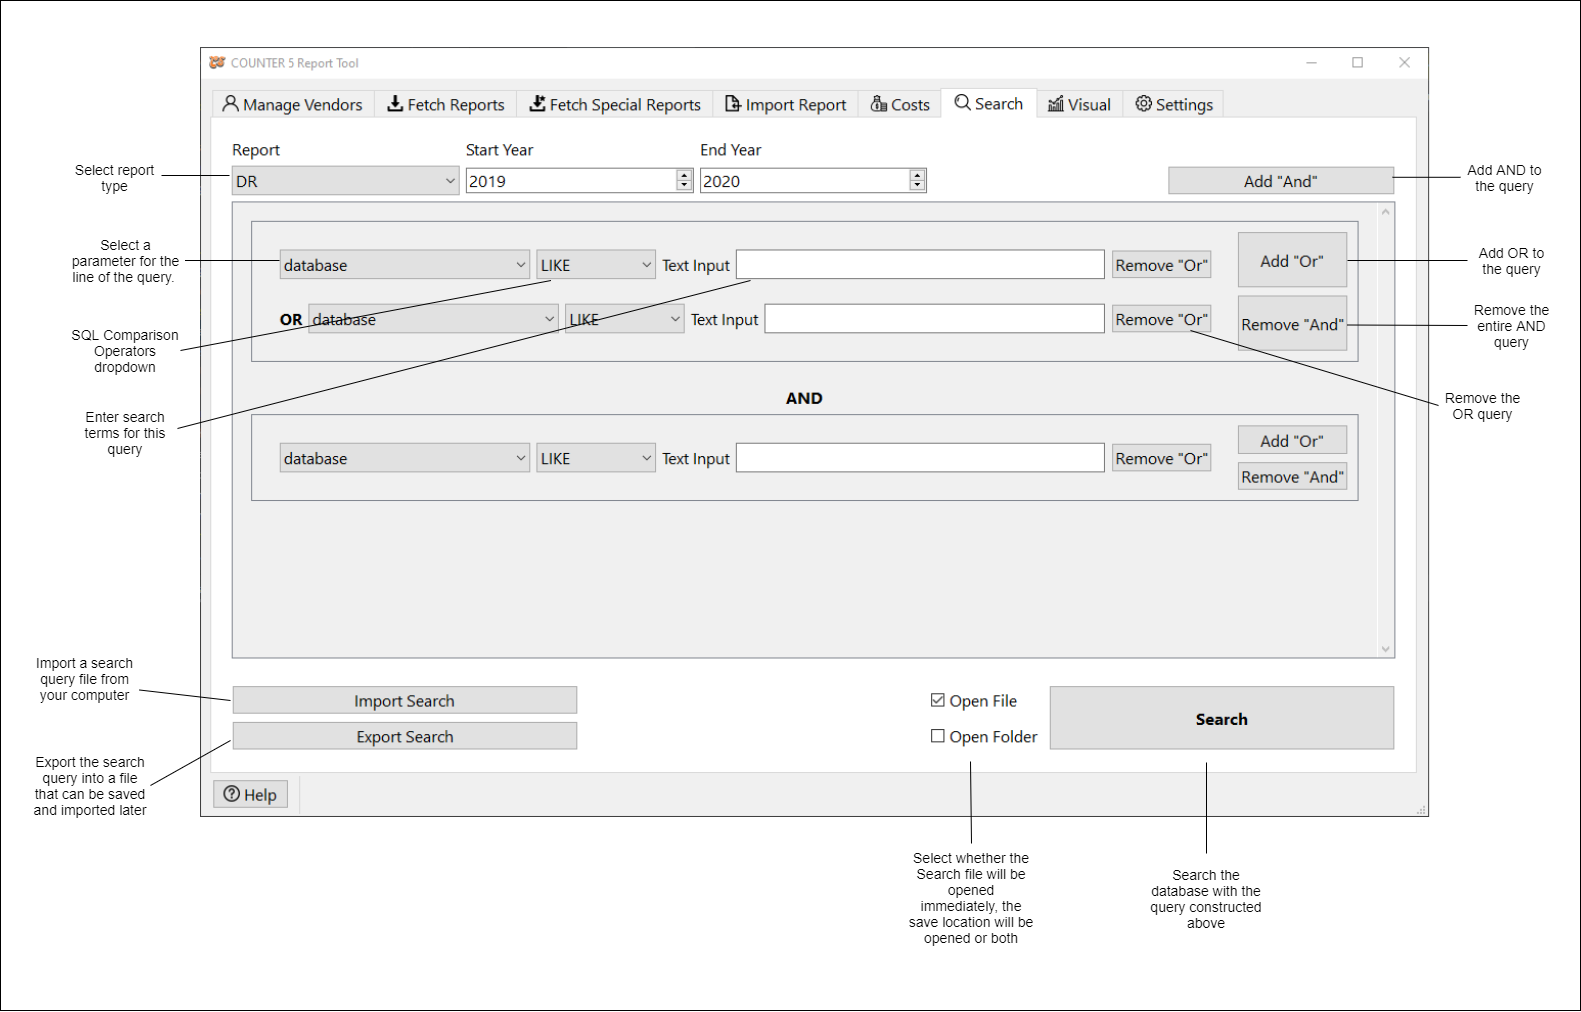 COUNTER 5 Report Tool
Manage Vendors
Fetch Reports
Fetch Special Reports
Import Report
Costs
Search
Visual
Settings
Report
Start Year
End Year
DR
2019
2020
Add "And"
Select report
type
Add AND to
the query
Select a
parameter for the
line of the query.
database
LIKE
Text Input
Remove "Or"
Add "Or"
Add OR to
the query
OR
database
LIKE
Text Input
Remove "Or"
Remove "And"
Remove the
entire AND
query
SQL Comparison
Operators
dropdown
AND
Remove the
OR query
Enter search
terms for this
query
database
LIKE
Text Input
Remove "Or"
Add "Or"
Remove "And"
Import a search
query file from
your computer
Import Search
Open File
Search
Export Search
Open Folder
Export the search
query into a file
that can be saved
and imported later
Help
Select whether the
Search file will be
opened
immediately, the
save location will be
opened or both
Search the
database with the
query constructed
above